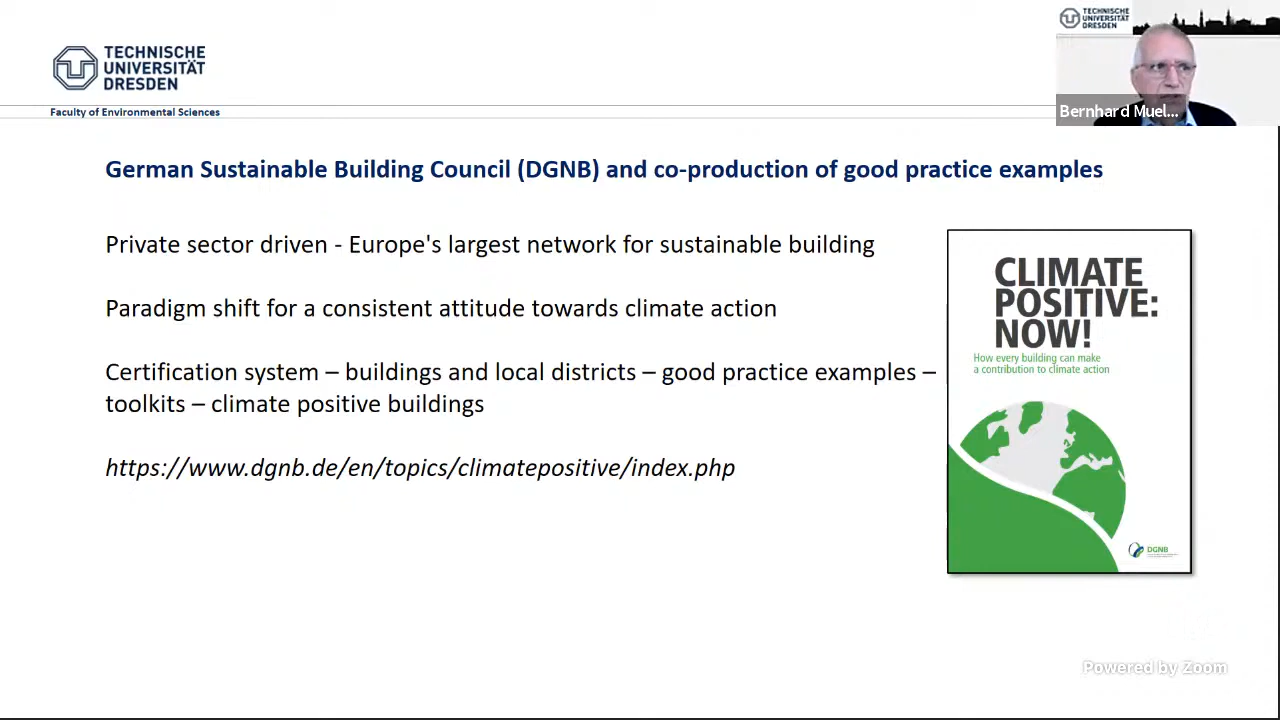 TECHNISCHE
UNIVERSITÄT
DRESDEN
TECHNISCHE
UNIVERSITÄT
DRESDEN
Faculty of Environmental Sciences
Bernhard Muel...
German Sustainable Building Council (DGNB) and co-production of good practice examples
Private sector driven - Europe's largest network for sustainable building
Paradigm shift for a consistent attitude towards climate action
Certification system – buildings and local districts – good practice examples –
toolkits – climate positive buildings
https://www.dgnb.de/en/topics/climatepositive/index.php
CLIMATE
POSITIVE:
NOW!
How every building can make
a contribution to climate action
DGNB
Powered by Zoom